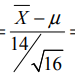 = X̄ − μ / (14 / √16) =